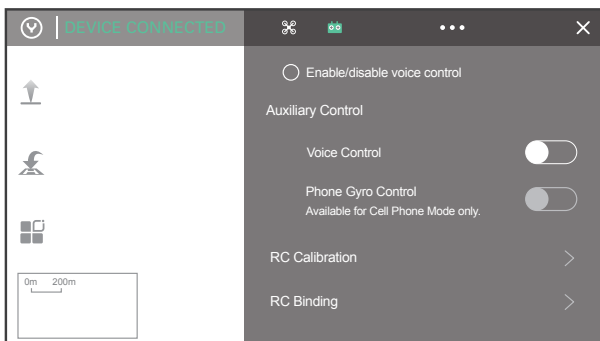 DEVICE CONNECTED
Enable/disable voice control
Auxiliary Control
Voice Control
Phone Gyro Control
Available for Cell Phone Mode only.
RC Calibration
0m 200m
RC Binding